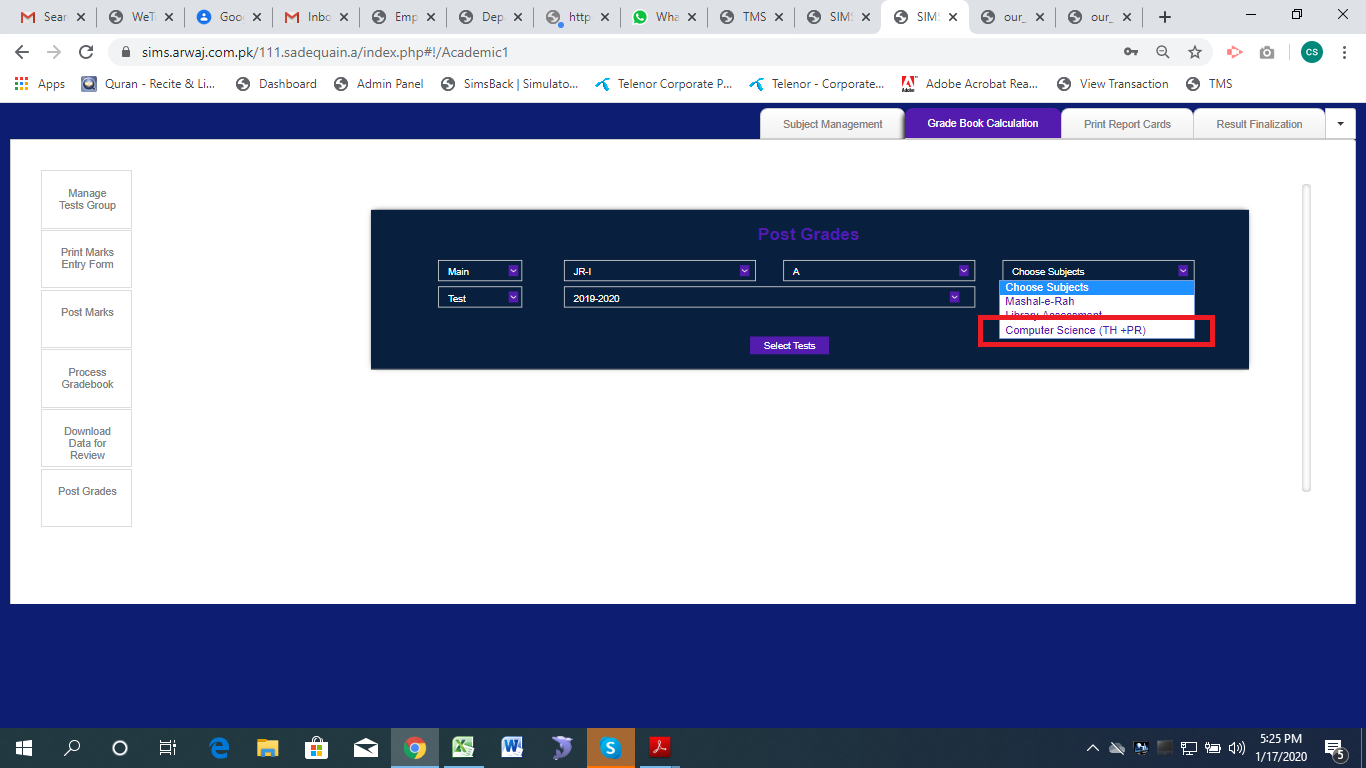 Sear
WeTr
Goo
Inbo
Emp
Depa
http
Wha
TMS
SIMS
SIMS
our_
our_
sims.arwaj.com.pk/111.sadequain.a/index.php#!/Academic1
CS
Apps
Quran - Recite & Li...
Dashboard
Admin Panel
SimsBack | Simulato...
Telenor Corporate P...
Telenor - Corporate...
Adobe Acrobat Rea...
View Transaction
TMS
Subject Management
Grade Book Calculation
Print Report Cards
Result Finalization
Manage
Tests Group
Print Marks
Entry Form
Post Marks
Process
Gradebook
Download
Data for
Review
Post Grades
Post Grades
Main
JR-I
A
Choose Subjects
Test
2019-2020
Choose Subjects
Mashal-e-Rah
Library Assessment
Computer Science (TH +PR)
Select Tests
5:25 PM
1/17/2020
5